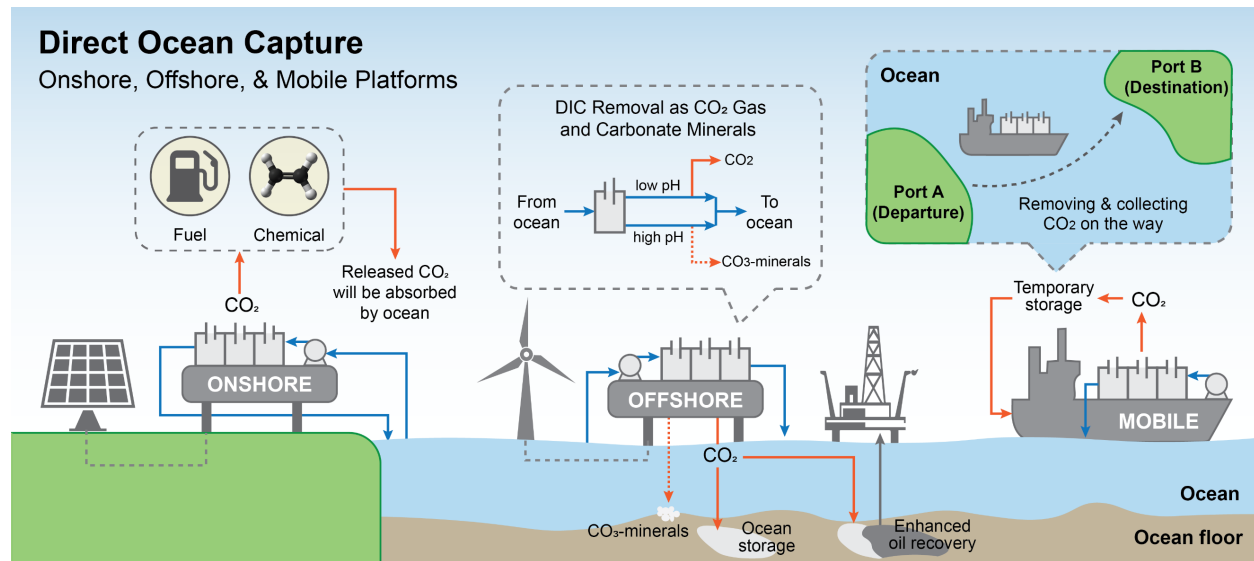 Direct Ocean Capture
Onshore, Offshore, & Mobile Platforms
Fuel
Chemical
Released CO₂
will be absorbed
by ocean
CO₂
ONSHORE
DIC Removal as CO₂ Gas
and Carbonate Minerals
CO2
low pH
From
ocean
To
ocean
high pH
CO3-minerals
OFFSHORE
CO₂
CO₃-minerals
Ocean
storage
Enhanced
oil recovery
Ocean
Port B
(Destination)
Port A
(Departure)
Removing & collecting
CO₂ on the way
Temporary
storage
CO₂
MOBILE
Ocean
Ocean floor